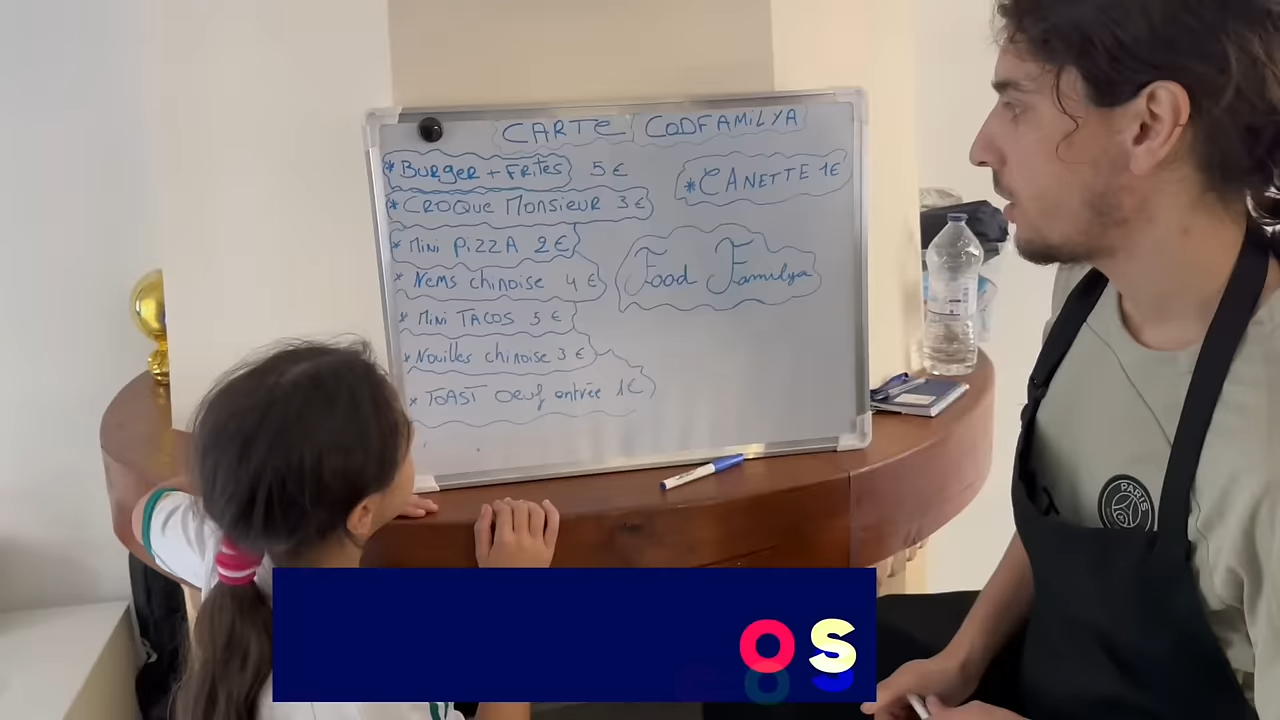 CARTE CODFAMILYA
* BURGER + FRITES 5 €
* CANETTE 1€
* CROQUE MONSIEUR 3 €
* MINI PIZZA 2 €
Food Familya
* Nems chinoise 4 €
* MINI TACOS 5 €
* Nouilles chinoise 3 €
* TOAST oeuf entrée 1€
PARIS
OS